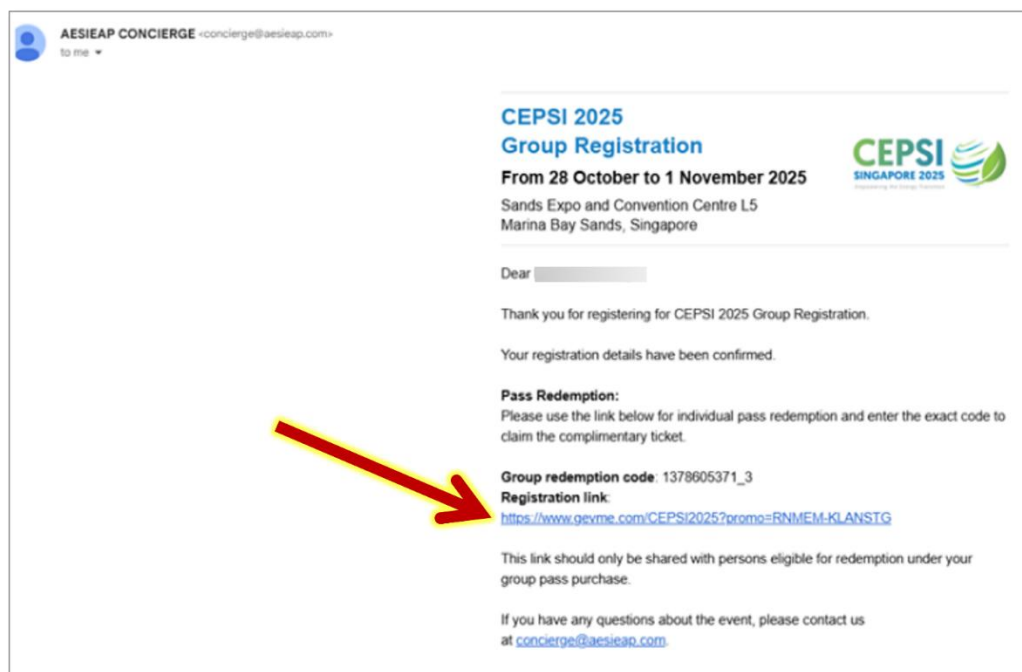 AESIEAP CONCIERGE <concierge@aesieap.com>
to me
CEPSI 2025
Group Registration
From 28 October to 1 November 2025
Sands Expo and Convention Centre L5
Marina Bay Sands, Singapore
CEPSI
SINGAPORE 2025
Empowering the Energy Transition
Dear
Thank you for registering for CEPSI 2025 Group Registration.
Your registration details have been confirmed.
Pass Redemption:
Please use the link below for individual pass redemption and enter the exact code to
claim the complimentary ticket.
Group redemption code: 1378605371_3
Registration link:
https://www.gevme.com/CEPSI2025?promo=RNMEM-KLANSTG
This link should only be shared with persons eligible for redemption under your
group pass purchase.
If you have any questions about the event, please contact us
at concierge@aesieap.com.